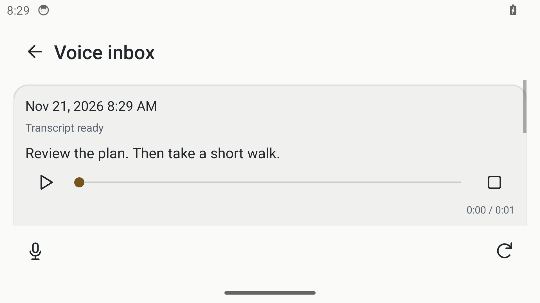 8:29
Voice inbox
Nov 21, 2026 8:29 AM
Transcript ready
Review the plan. Then take a short walk.
0:00 / 0:01